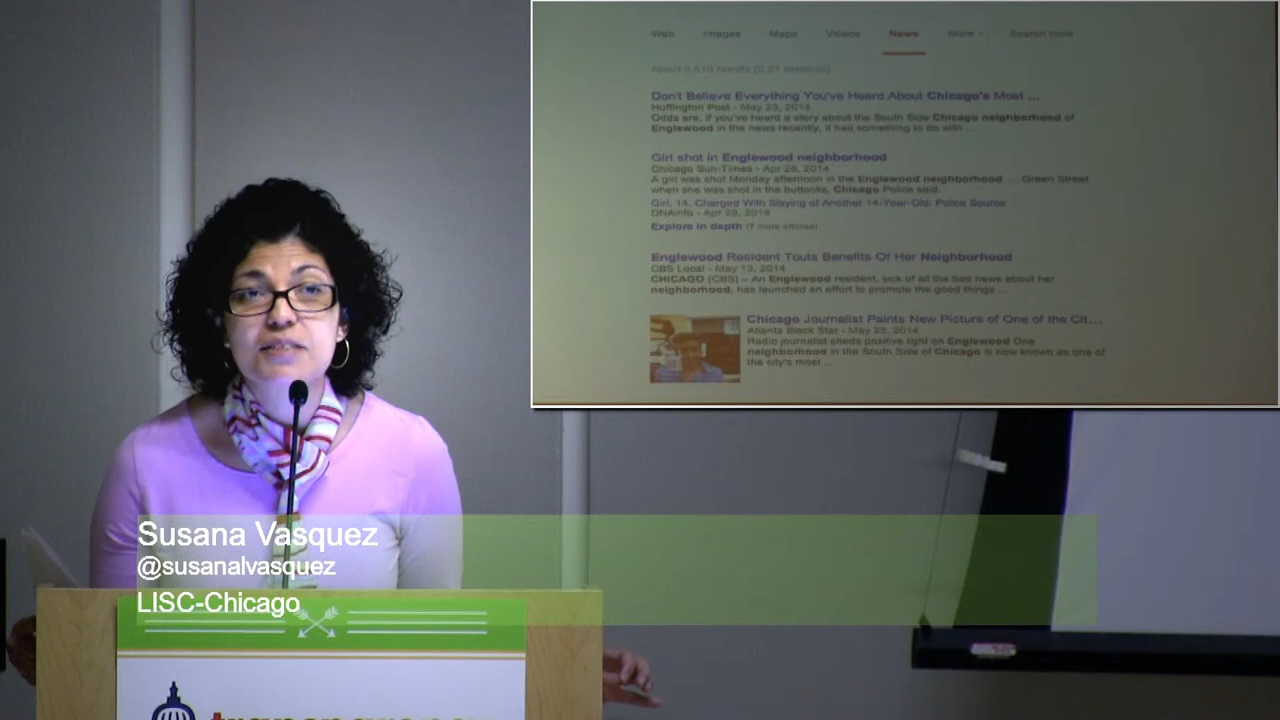 Web Images Maps Videos News More Search tools
Don't Believe Everything You've Heard About Chicago's Most ...
Huffington Post - May 23, 2014
Odds are, if you've heard a story about the South Side Chicago neighborhood of
Englewood in the news recently, it had something to do with ...
Girl shot in Englewood neighborhood
Chicago Sun-Times - Apr 28, 2014
A girl was shot Monday afternoon in the Englewood neighborhood. ... Green Street
when she was shot in the buttocks, Chicago Police said.
Girl, 14, Charged With Slaying of Another 14-Year-Old: Police Source
DNAinfo - Apr 29, 2014
Explore in depth (7 more articles)
Englewood Resident Touts Benefits Of Her Neighborhood
CBS Local - May 13, 2014
CHICAGO (CBS) – An Englewood resident, sick of all the bad news about her
neighborhood, has launched an effort to promote the good things ...
Chicago Journalist Paints New Picture of One of the Cit...
Atlanta Black Star - May 25, 2014
Radio journalist sheds positive light on Englewood One
neighborhood in the South Side of Chicago is now known as one of
the city's most ...
Susana Vasquez
@susanalvasquez
LISC-Chicago